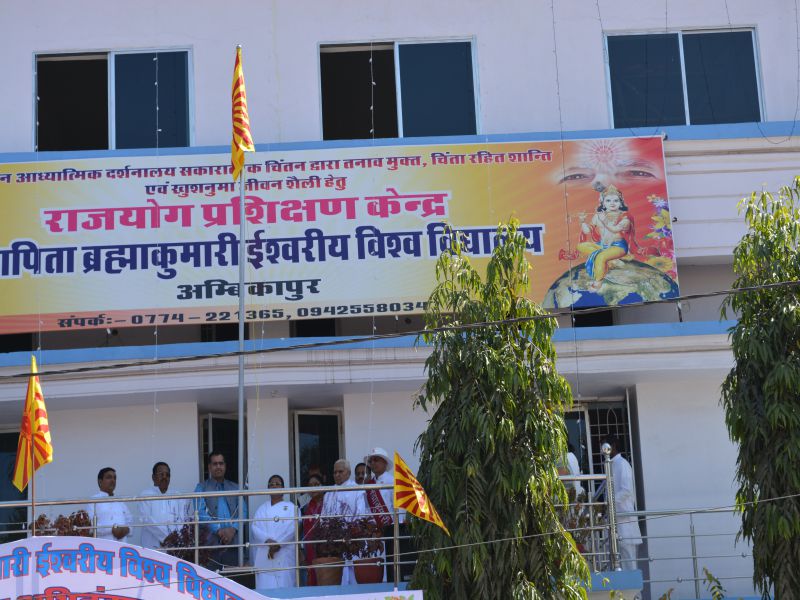 न आध्यात्मिक दर्शनालय सकारात्मक चिंतन द्वारा तनाव मुक्त, चिंता रहित शान्ति
एवं खुशनुमा जीवन शैली हेतु
राजयोग प्रशिक्षण केन्द्र
ापिता ब्रह्माकुमारी ईश्वरीय विश्व विद्यालय
अम्बिकापुर
संपर्कः- 0774 - 221365, 0942558034
ारी ईश्वरीय विश्व विद्या